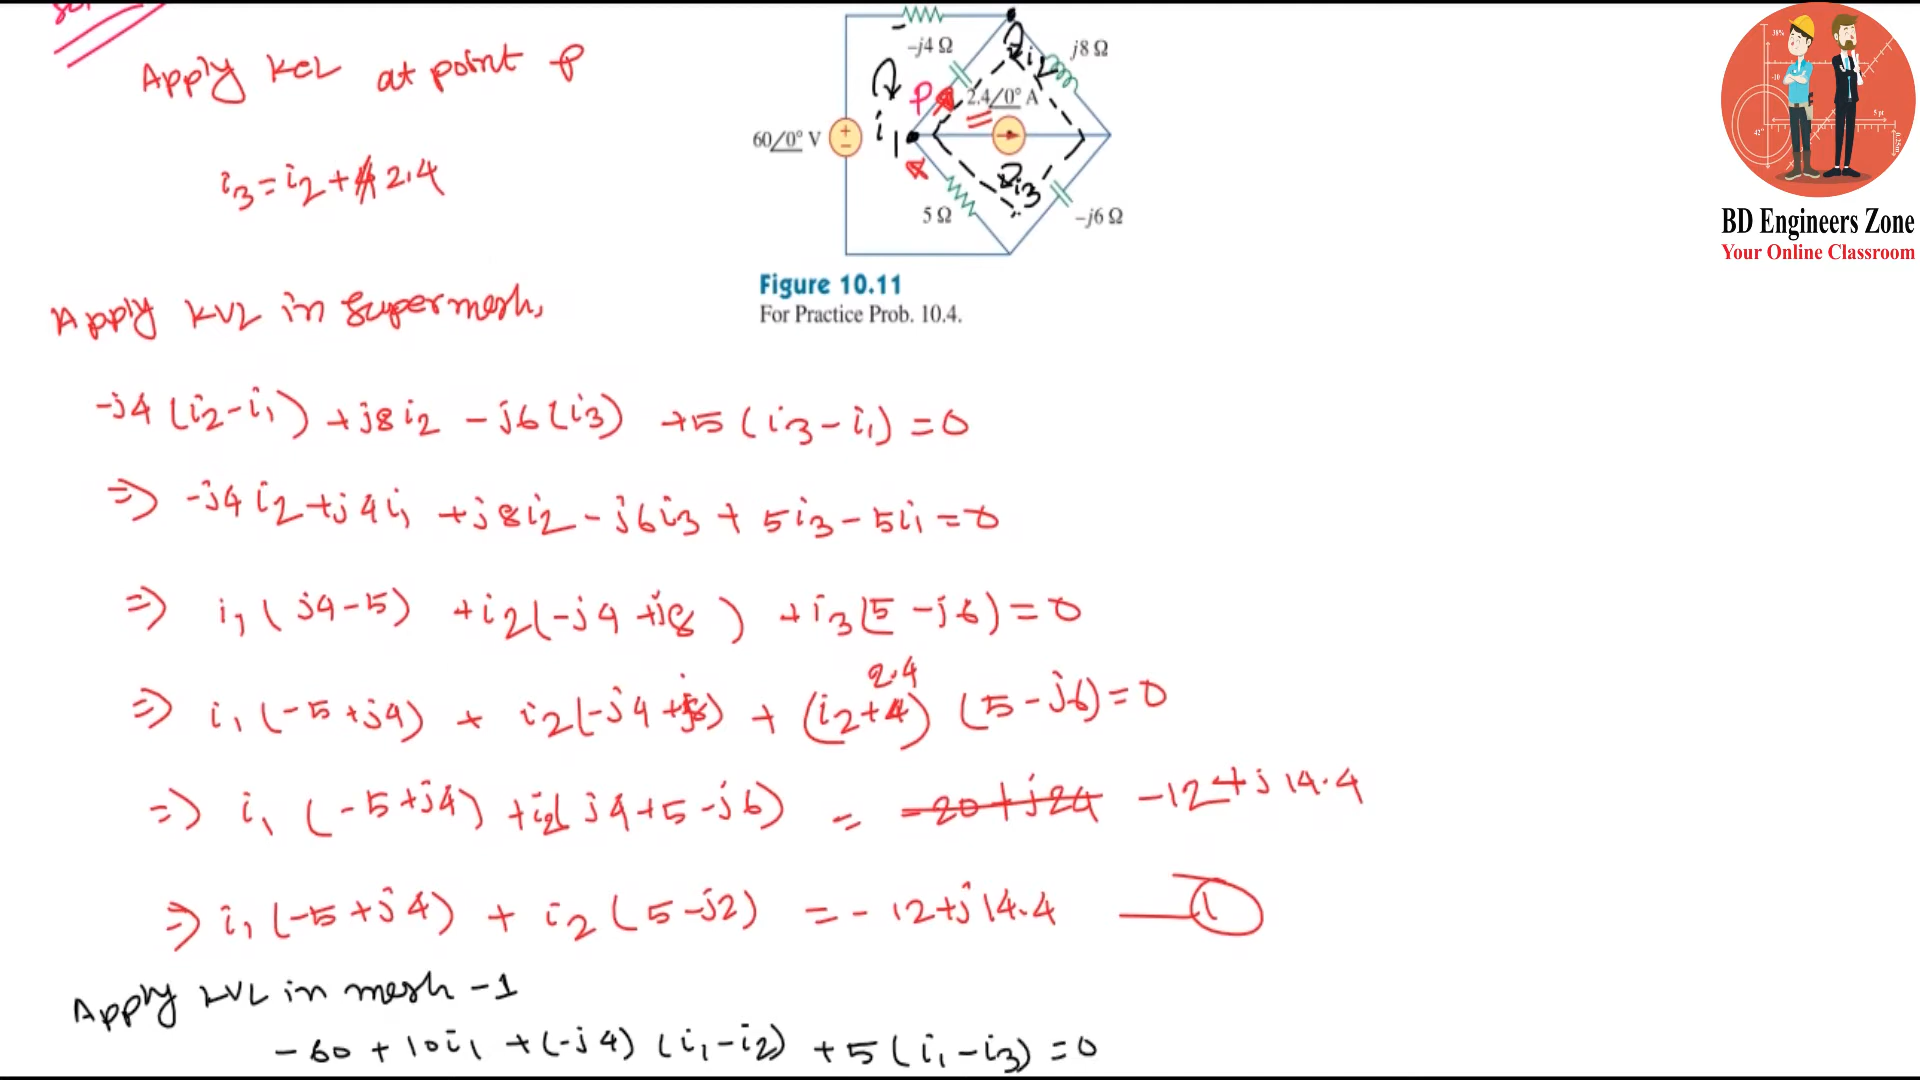 Apply KCL at point P
i3 = i2 + 2.4
Apply KVL in supermesh,
-j4 (i2 - i1) + j8 i2 - j6 (i3) + 5 (i3 - i1) = 0
=> -j4 i2 + j4 i1 + j8 i2 - j6 i3 + 5 i3 - 5 i1 = 0
=> i1 ( j4 - 5 ) + i2 (-j4 + j8 ) + i3 (5 - j6) = 0
2.4
=> i1 (-5 + j4) + i2 (-j4 + j8) + (i2 + 4) (5 - j6) = 0
=> i1 (-5 + j4) + i2 ( j4 + 5 - j6) = -20 + j24 -12 + j14.4
=> i1 (-5 + j4) + i2 (5 - j2) = -12 + j14.4 1
Apply KVL in mesh -1
-60 + 10 i1 + (-j4) (i1 - i2) + 5 (i1 - i3) = 0
-j4 Ω
j8 Ω
i2
P
2.4/0° A
60/0° V
i1
i3
5 Ω
-j6 Ω
Figure 10.11
For Practice Prob. 10.4.
BD Engineers Zone
Your Online Classroom